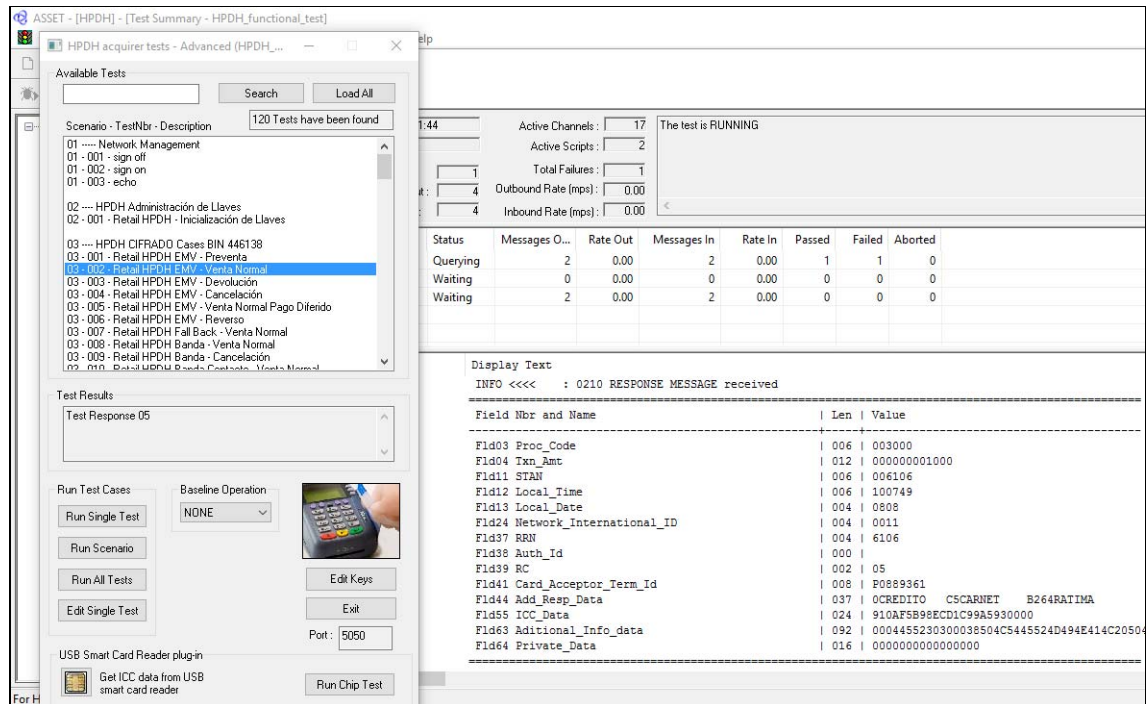 ASSET - [HPDH] - [Test Summary - HPDH_functional_test]
HPDH acquirer tests - Advanced (HPDH_...
elp
Available Tests
Search
Load All
Scenario - TestNbr - Description
120 Tests have been found
01 ----- Network Management
01 - 001 - sign off
01 - 002 - sign on
01 - 003 - echo
02 ---- HPDH Administración de Llaves
02 - 001 - Retail HPDH - Inicialización de Llaves
03 ---- HPDH CIFRADO Cases BIN 446138
03 - 001 - Retail HPDH EMV - Preventa
03 - 002 - Retail HPDH EMV - Venta Normal
03 - 003 - Retail HPDH EMV - Devolución
03 - 004 - Retail HPDH EMV - Cancelación
03 - 005 - Retail HPDH EMV - Venta Normal Pago Diferido
03 - 006 - Retail HPDH EMV - Reverso
03 - 007 - Retail HPDH Fall Back - Venta Normal
03 - 008 - Retail HPDH Banda - Venta Normal
03 - 009 - Retail HPDH Banda - Cancelación
03 - 010 - Retail HPDH Banda Contacto - Venta Normal
Test Results
Test Response 05
Run Test Cases
Baseline Operation
Run Single Test
NONE
Run Scenario
Run All Tests
Edit Keys
Edit Single Test
Exit
Port : 5050
USB Smart Card Reader plug-in
Get ICC data from USB
smart card reader
Run Chip Test
For H
1:44
Active Channels : 17
The test is RUNNING
Active Scripts : 2
1
Total Failures : 1
ut : 4
Outbound Rate (mps) : 0.00
: 4
Inbound Rate (mps) : 0.00
Status Messages O... Rate Out Messages In Rate In Passed Failed Aborted
Querying 2 0.00 2 0.00 1 1 0
Waiting 0 0.00 0 0.00 0 0 0
Waiting 2 0.00 2 0.00 0 0 0
Display Text
INFO <<<< : 0210 RESPONSE MESSAGE received
Field Nbr and Name | Len | Value
Fld03 Proc_Code | 006 | 003000
Fld04 Txn_Amt | 012 | 000000001000
Fld11 STAN | 006 | 006106
Fld12 Local_Time | 006 | 100749
Fld13 Local_Date | 004 | 0808
Fld24 Network_International_ID | 004 | 0011
Fld37 RRN | 004 | 6106
Fld38 Auth_Id | 000 |
Fld39 RC | 002 | 05
Fld41 Card_Acceptor_Term_Id | 008 | P0889361
Fld44 Add_Resp_Data | 037 | 0CREDITO C5CARNET B264RATIMA
Fld55 ICC_Data | 024 | 910AF5B98ECD1C99A5930000
Fld63 Aditional_Info_data | 092 | 0004455230300038504C5445524D494E414C20504
Fld64 Private_Data | 016 | 0000000000000000